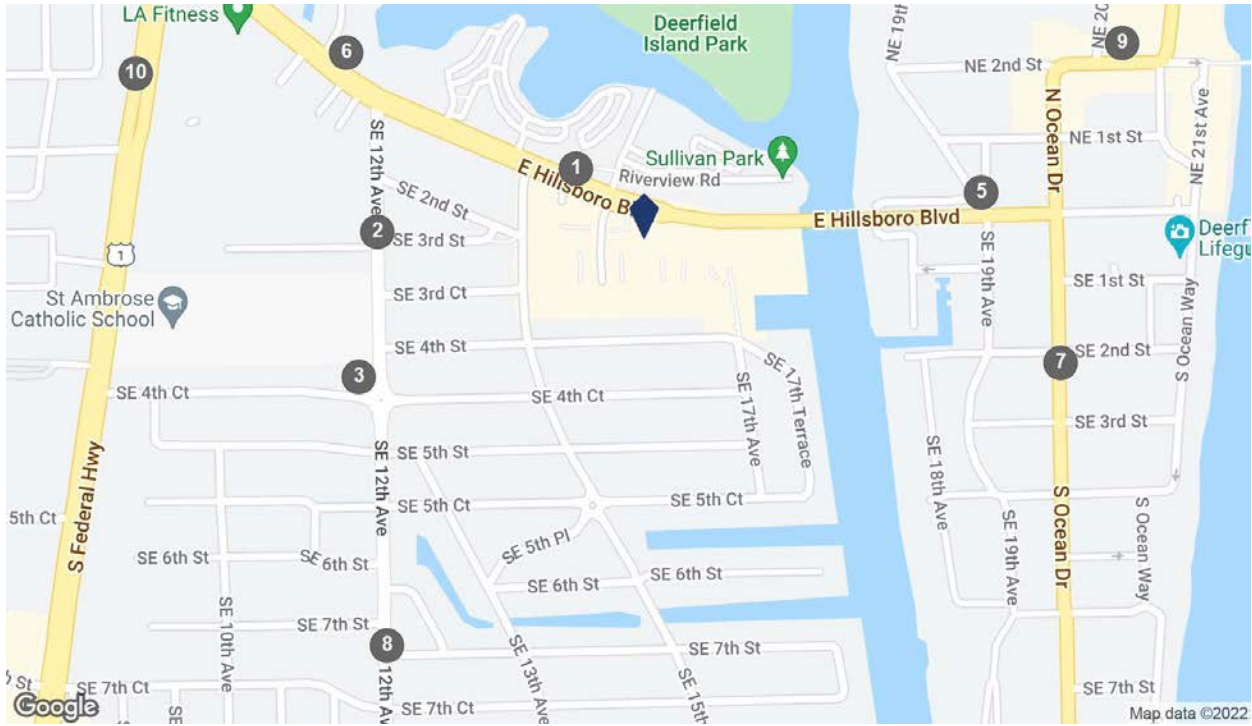 LA Fitness
10
6
Deerfield
Island Park
NE 19th
NE 20
9
NE 2nd St
N Ocean Dr
NE 1st St
NE 21st Ave
Sullivan Park
1
Riverview Rd
E Hillsboro
5
E Hillsboro Blvd
SE 12th Ave
SE 2nd St
2
SE 3rd St
1
Deerf
Lifegu
SE 19th Ave
SE 1st St
SE 3rd Ct
St Ambrose
Catholic School
SE 4th St
SE 2nd St
7
S Ocean Way
3
SE 17th Terrace
SE 4th Ct
SE 4th Ct
SE 17th Ave
SE 3rd St
S Federal Hwy
SE 12th Ave
SE 5th St
SE 18th Ave
5th Ct
SE 5th Ct
SE 5th Ct
S Ocean Dr
S Ocean Way
SE 19th Ave
SE 5th Pl
SE 6th St
SE 6th St
SE 6th St
SE 6th St
SE 10th Ave
SE 7th St
8
SE 13th Ave
SE 7th St
12th Ave
SE 15th
h St
SE 7th Ct
SE 7th Ct
SE 7th St
Google
Map data ©2022